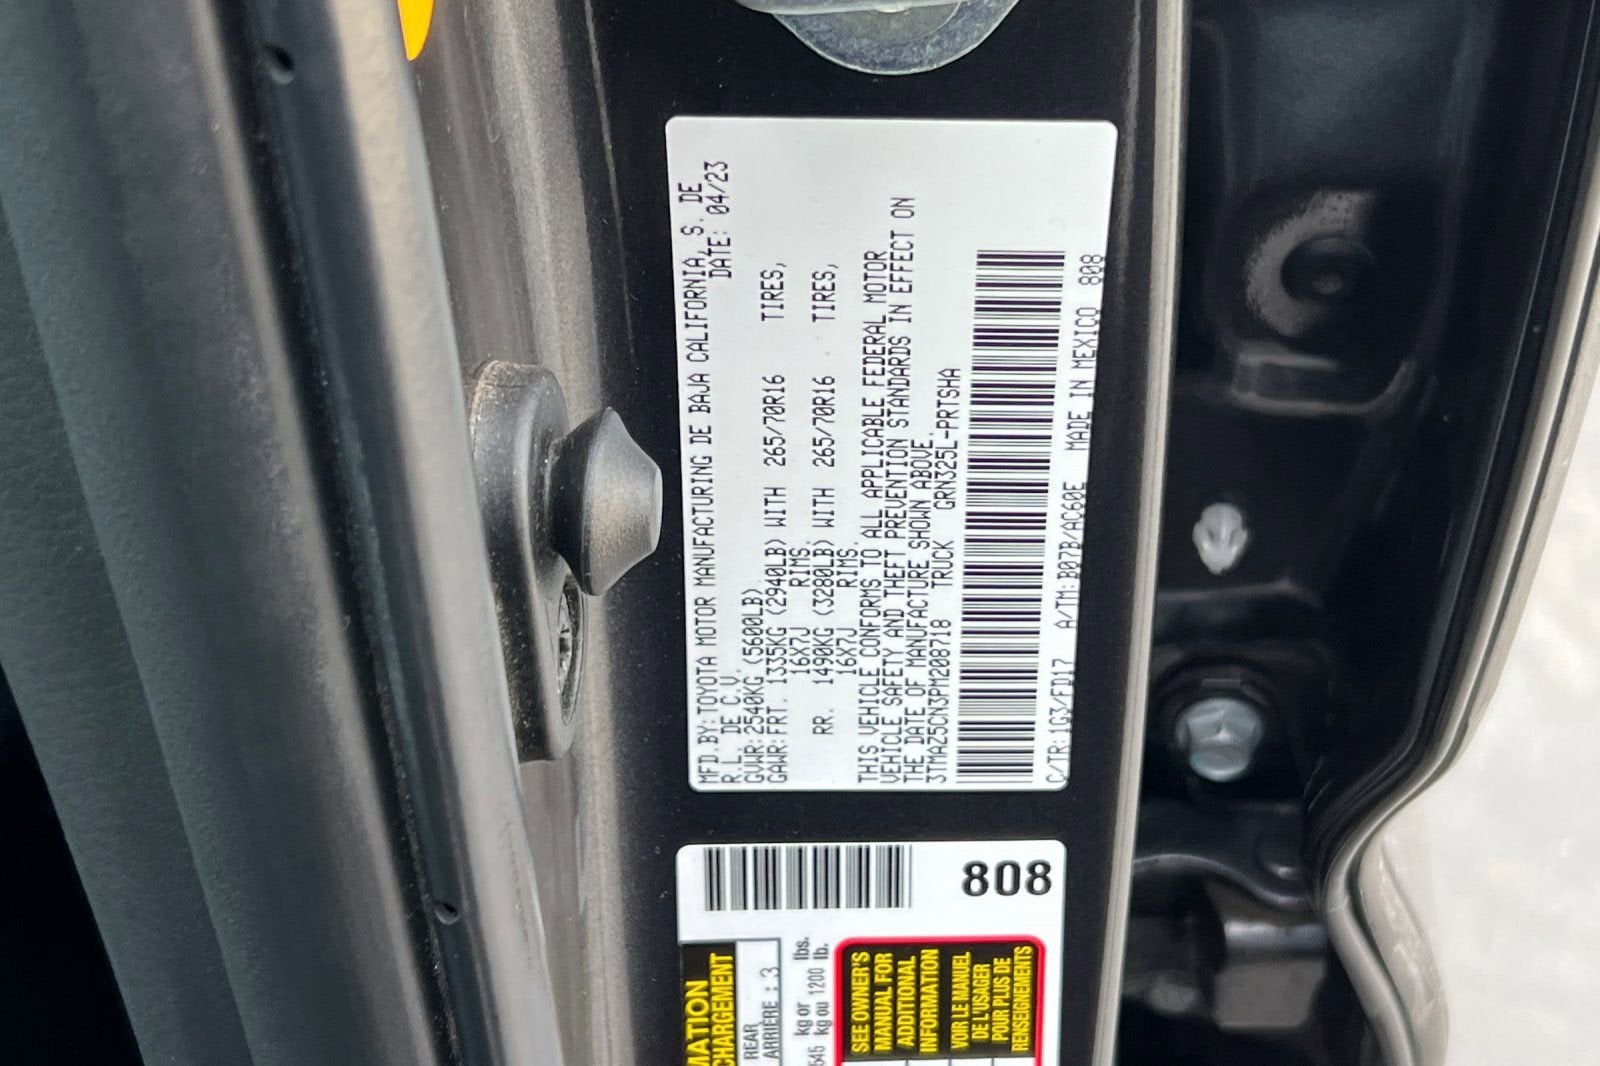 MFD.BY:TOYOTA MOTOR MANUFACTURING DE BAJA CALIFORNIA, S. DE
R.L. DE C.V. DATE: 04/23
GVWR:2540KG (5600LB)
GAWR:FRT. 1335KG (2940LB) WITH 265/70R16 TIRES,
16X7J RIMS.
RR. 1490KG (3280LB) WITH 265/70R16 TIRES,
16X7J RIMS.
THIS VEHICLE CONFORMS TO ALL APPLICABLE FEDERAL MOTOR
VEHICLE SAFETY AND THEFT PREVENTION STANDARDS IN EFFECT ON
THE DATE OF MANUFACTURE SHOWN ABOVE.
3TMAZ5CN3PM208718 TRUCK GRN325L-PRTSHA
C/TR:1G3/FD17 A/TM:B07B/AC60E MADE IN MEXICO 808
808
REAR
ARRIERE : 3
545 kg or lbs.
kg ou 1200 lb.
SEE OWNER'S
MANUAL FOR
ADDITIONAL
INFORMATION
VOIR LE MANUEL
DE L'USAGER
POUR PLUS DE
RENSEIGNEMENTS